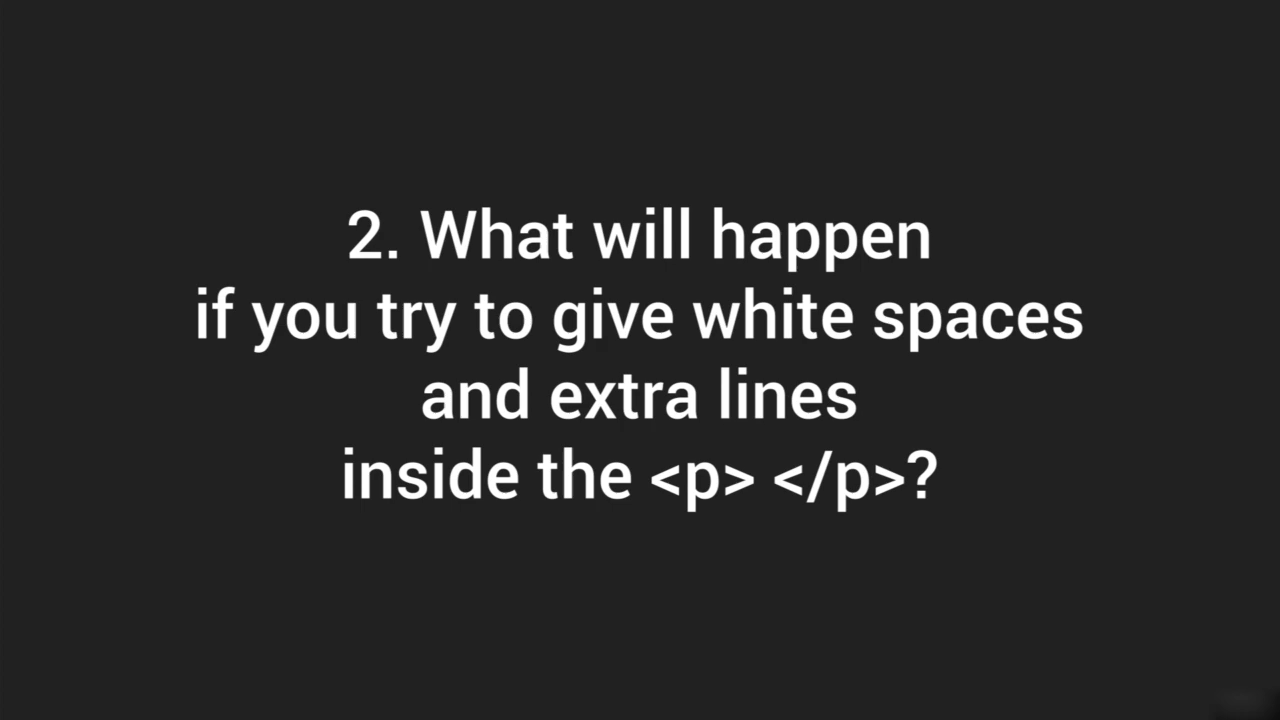 2. What will happen
if you try to give white spaces
and extra lines
inside the <p> </p>?